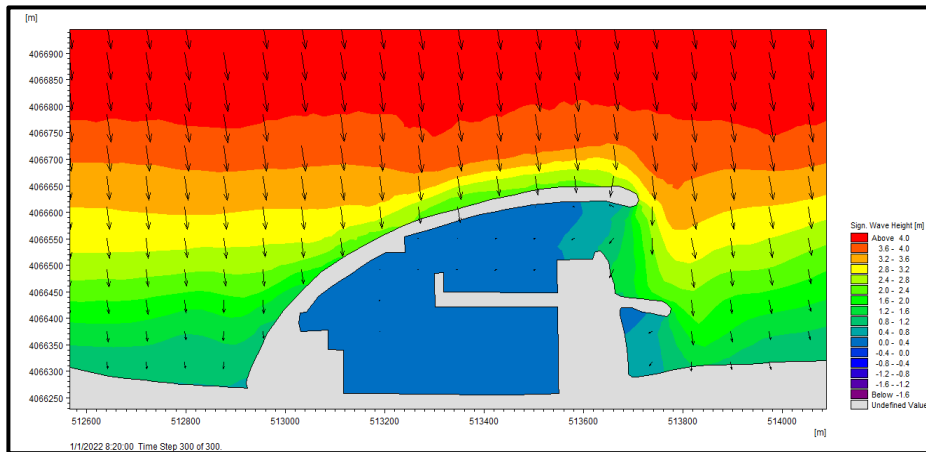 [m]
4066900
4066850
4066800
4066750
4066700
4066650
4066600
4066550
4066500
4066450
4066400
4066350
4066300
4066250
512600
512800
513000
513200
513400
513600
513800
514000
[m]
1/1/2022 8:20:00 Time Step 300 of 300.
Sign. Wave Height [m]
Above 4.0
3.6 - 4.0
3.2 - 3.6
2.8 - 3.2
2.4 - 2.8
2.0 - 2.4
1.6 - 2.0
1.2 - 1.6
0.8 - 1.2
0.4 - 0.8
0.0 - 0.4
-0.4 - 0.0
-0.8 - -0.4
-1.2 - -0.8
-1.6 - -1.2
Below -1.6
Undefined Value